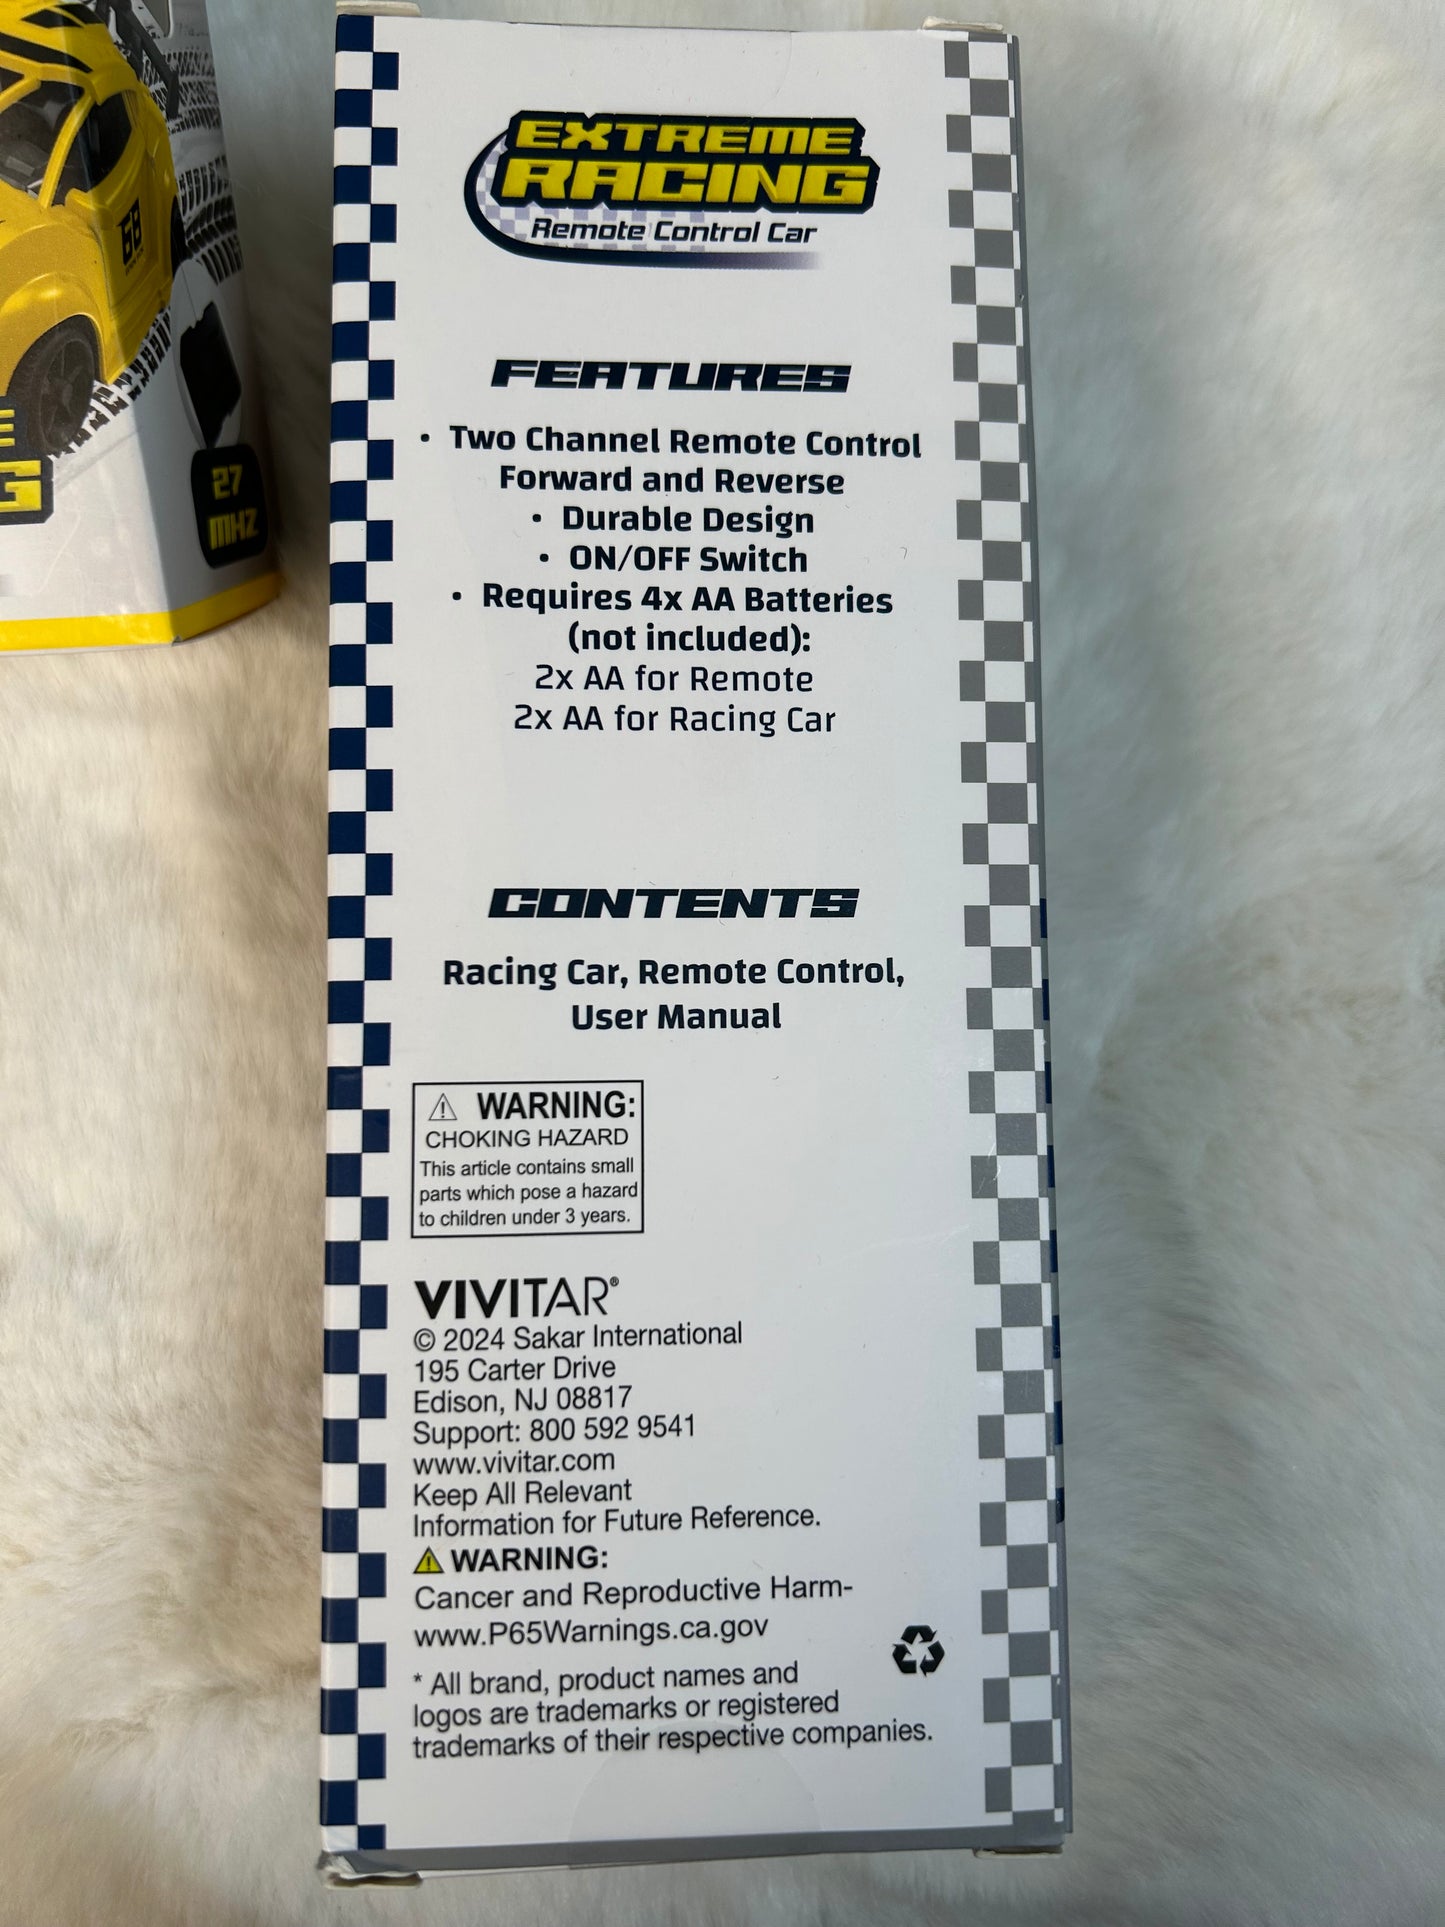 EXTREME
RACING
Remote Control Car
FEATURES
• Two Channel Remote Control
Forward and Reverse
• Durable Design
• ON/OFF Switch
• Requires 4x AA Batteries
(not included):
2x AA for Remote
2x AA for Racing Car
CONTENTS
Racing Car, Remote Control,
User Manual
⚠ WARNING:
CHOKING HAZARD
This article contains small
parts which pose a hazard
to children under 3 years.
VIVITAR®
© 2024 Sakar International
195 Carter Drive
Edison, NJ 08817
Support: 800 592 9541
www.vivitar.com
Keep All Relevant
Information for Future Reference.
⚠ WARNING:
Cancer and Reproductive Harm-
www.P65Warnings.ca.gov
* All brand, product names and
logos are trademarks or registered
trademarks of their respective companies.
68
E
G
27
MHZ